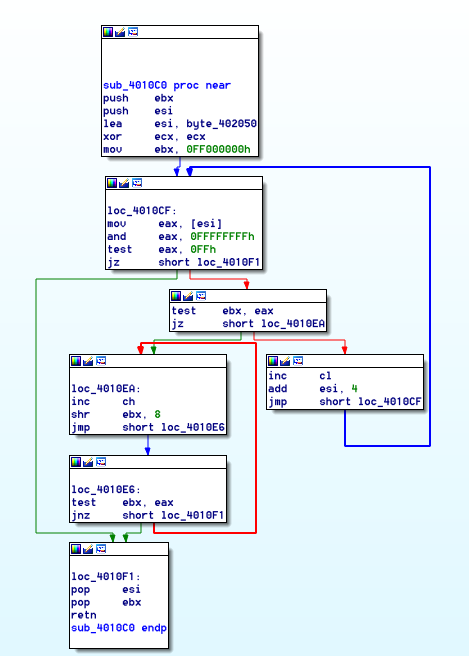 sub_4010C0 proc near
push ebx
push esi
lea esi, byte_402050
xor ecx, ecx
mov ebx, 0FF000000h
loc_4010CF:
mov eax, [esi]
and eax, 0FFFFFFFFh
test eax, 0FFh
jz short loc_4010F1
test ebx, eax
jz short loc_4010EA
loc_4010EA:
inc ch
shr ebx, 8
jmp short loc_4010E6
inc cl
add esi, 4
jmp short loc_4010CF
loc_4010E6:
test ebx, eax
jnz short loc_4010F1
loc_4010F1:
pop esi
pop ebx
retn
sub_4010C0 endp